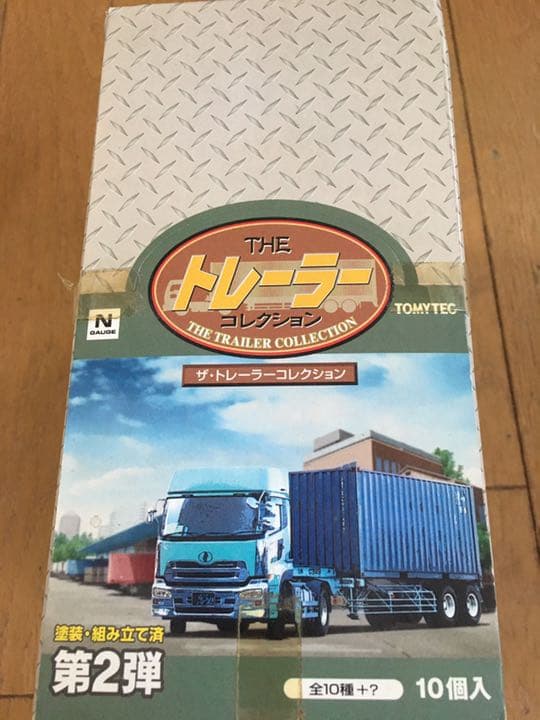 THE
トレーラー
コレクション
THE TRAILER COLLECTION
TOMYTEC
N
GAUGE
ザ・トレーラーコレクション
塗装・組み立て済
第2弾
全10種+?
10個入